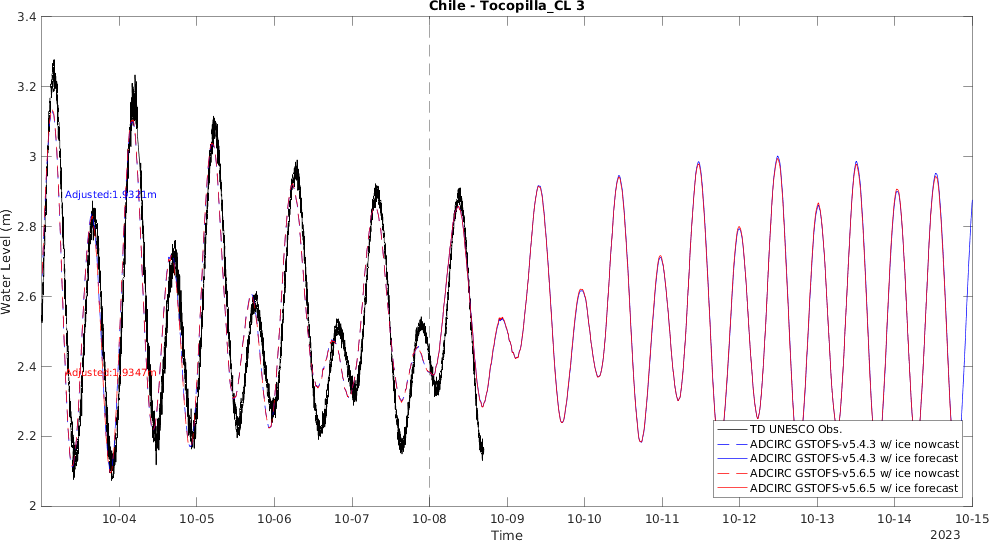 Chile - Tocopilla_CL 3
3.4
3.2
3
2.8
2.6
2.4
2.2
2
Water Level (m)
Adjusted:1.9321m
Adjusted:1.9347m
TD UNESCO Obs.
ADCIRC GSTOFS-v5.4.3 w/ ice nowcast
ADCIRC GSTOFS-v5.4.3 w/ ice forecast
ADCIRC GSTOFS-v5.6.5 w/ ice nowcast
ADCIRC GSTOFS-v5.6.5 w/ ice forecast
10-04 10-05 10-06 10-07 10-08 10-09 10-10 10-11 10-12 10-13 10-14 10-15
Time
2023